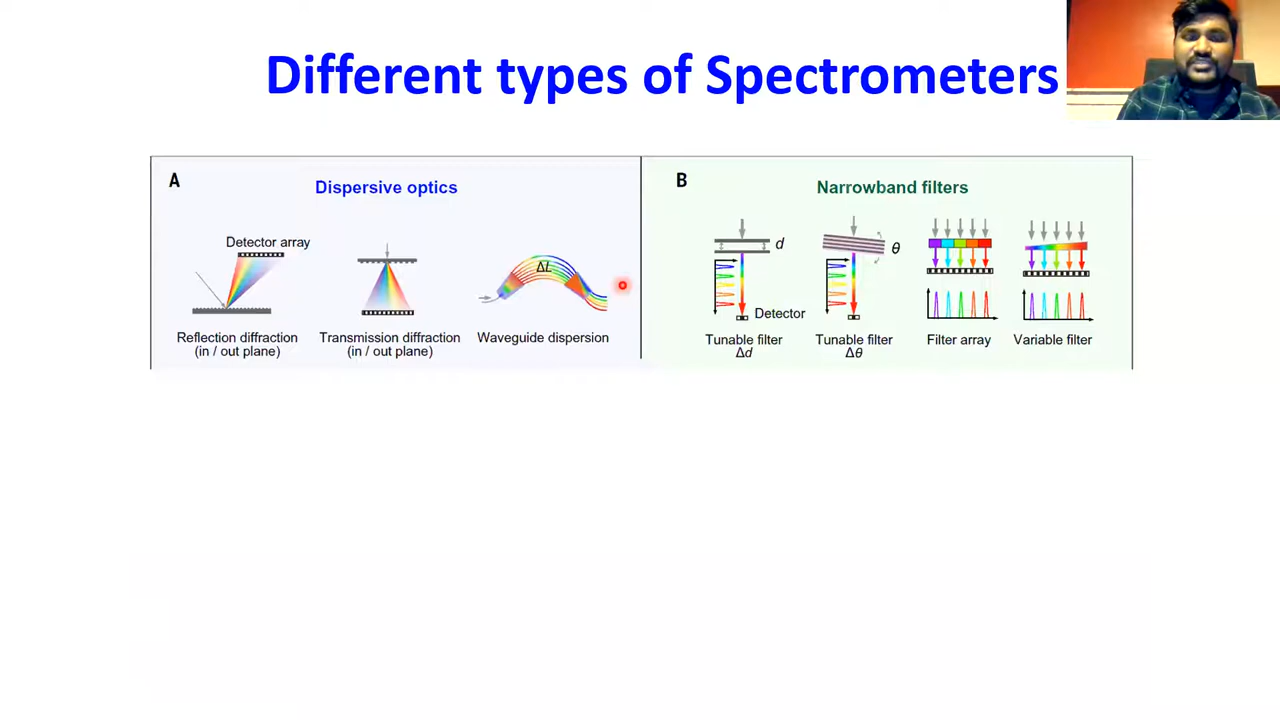 Different types of Spectrometers
A
Dispersive optics
Detector array
ΔL
Reflection diffraction
(in / out plane)
Transmission diffraction
(in / out plane)
Waveguide dispersion
B
Narrowband filters
d
θ
Detector
Tunable filter
Δd
Tunable filter
Δθ
Filter array
Variable filter